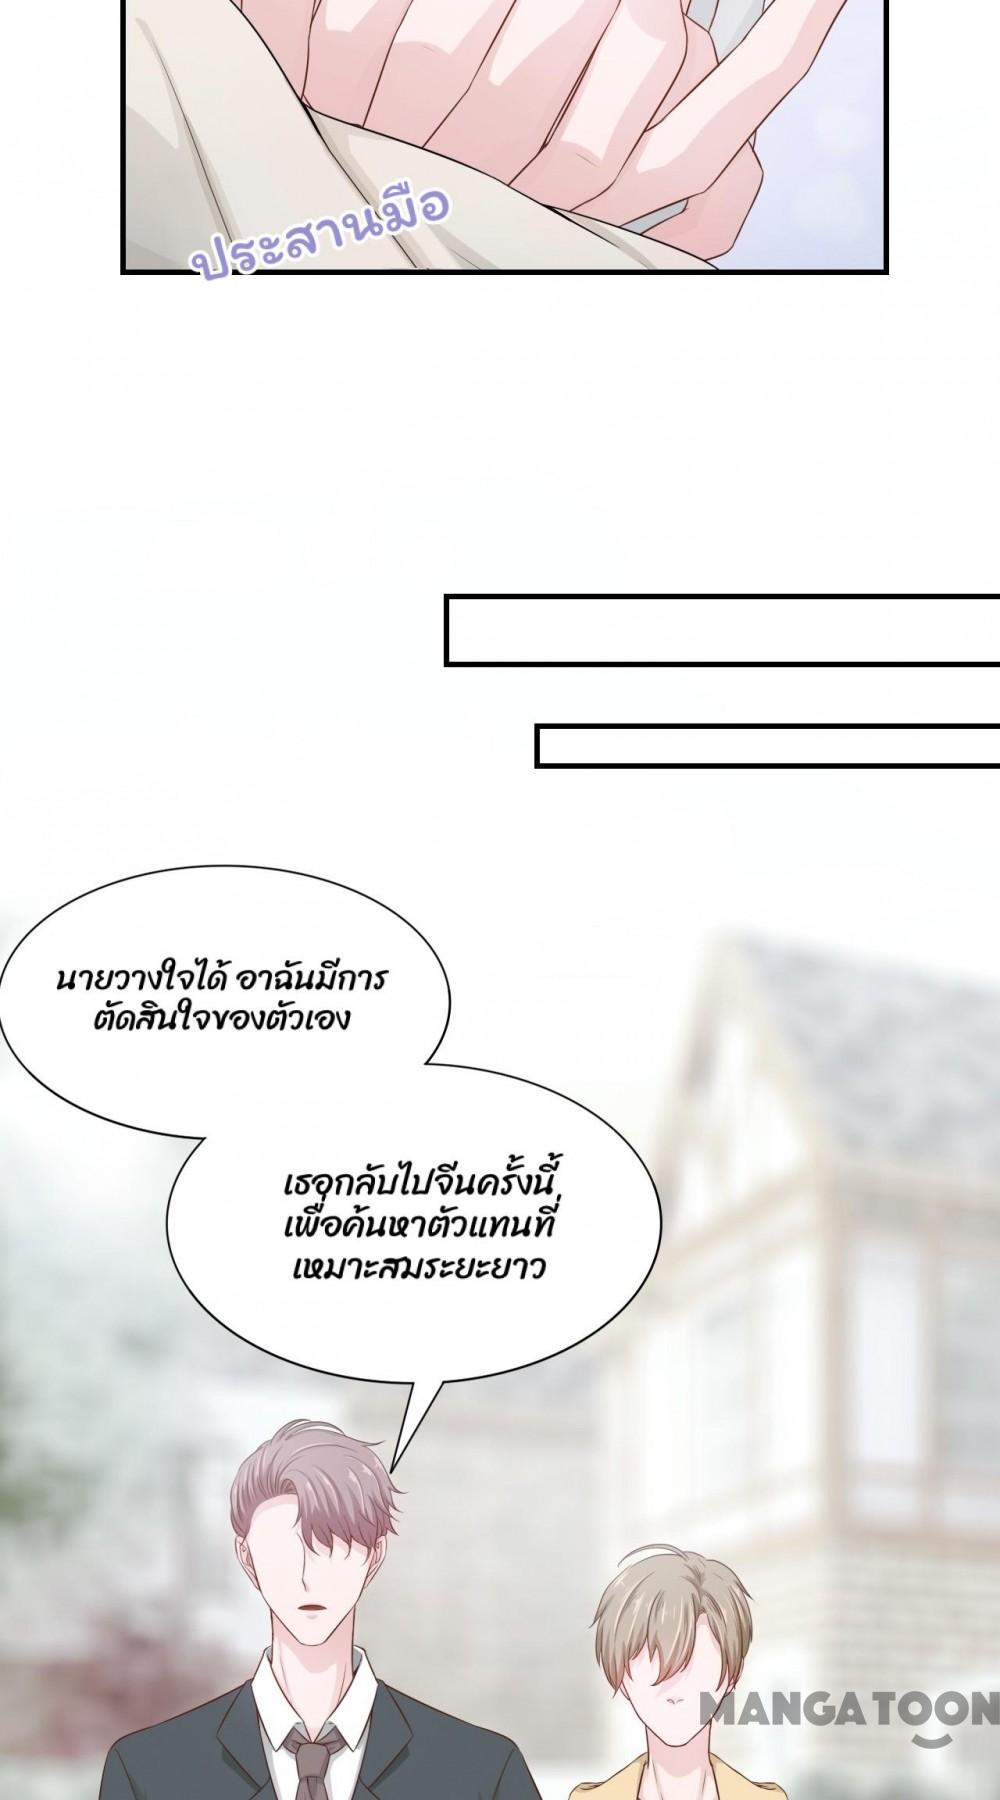 ประสานมือ
นายวางใจได้ อาฉันมีการ
ตัดสินใจของตัวเอง
เธอกลับไปจีนครั้งนี้
เพื่อค้นหาตัวแทนที่
เหมาะสมระยะยาว
MANGATOON